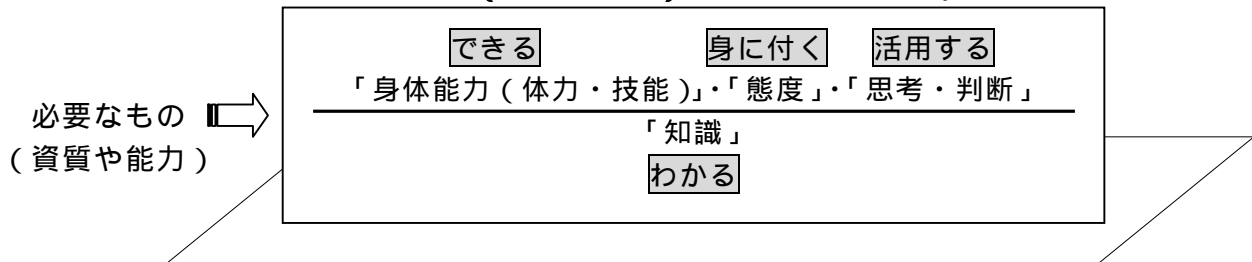 できる 身に付く 活用する
「身体能力（体力・技能）」・「態度」・「思考・判断」
必要なもの
「知識」
（資質や能力）
わかる